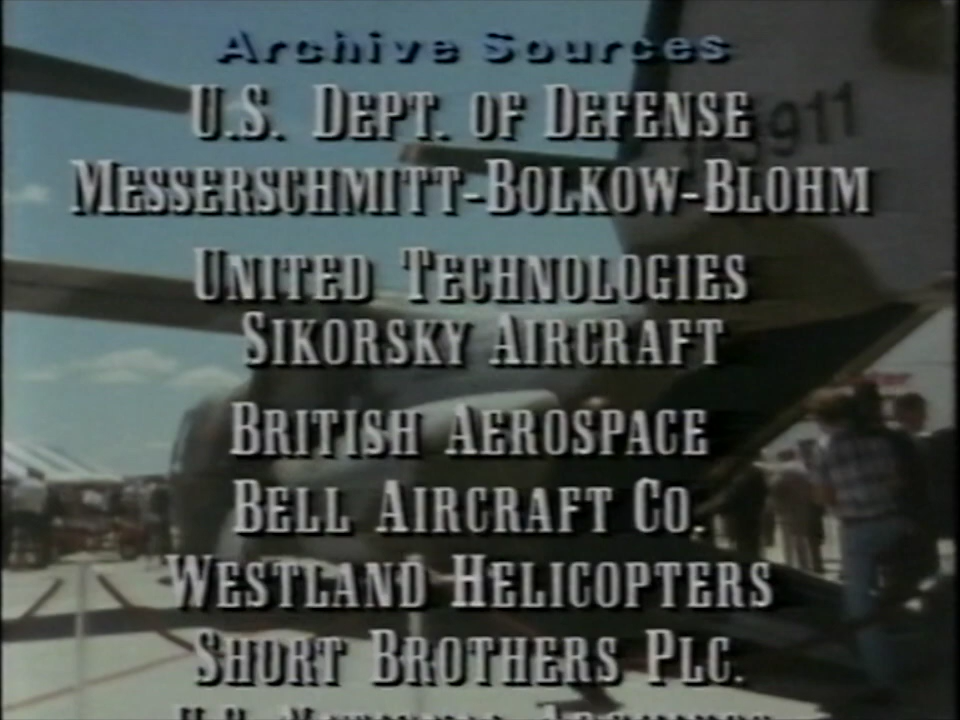 Archive Sources
U.S. DEPT. OF DEFENSE
MESSERSCHMITT-BOLKOW-BLOHM
UNITED TECHNOLOGIES
SIKORSKY AIRCRAFT
BRITISH AEROSPACE
BELL AIRCRAFT CO.
WESTLAND HELICOPTERS
SHORT BROTHERS PLC.